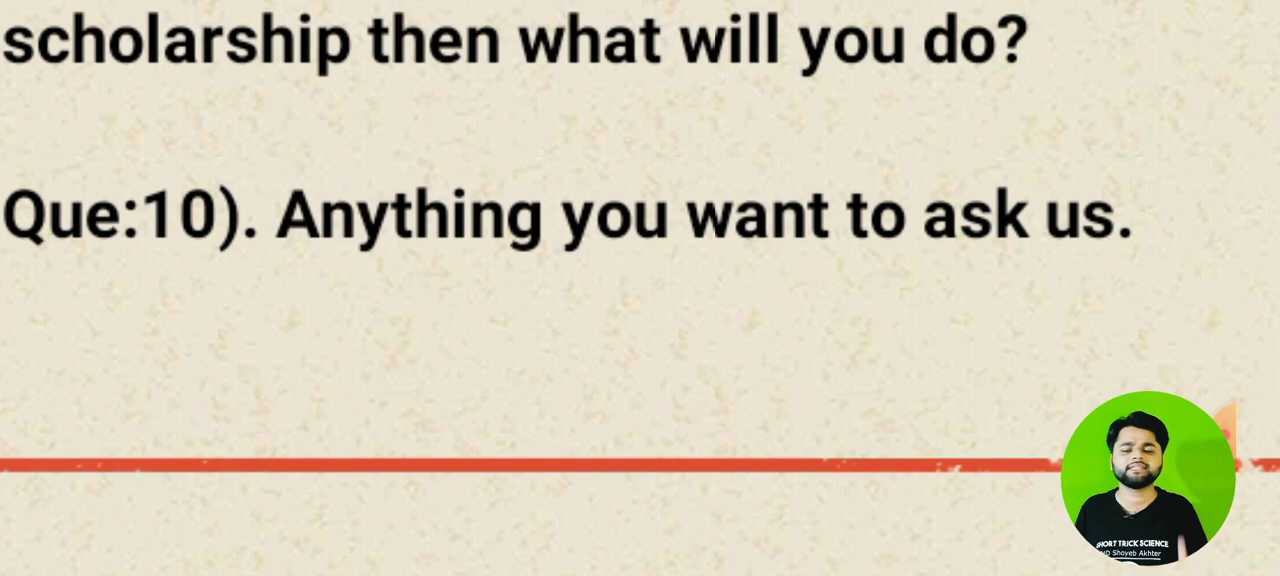 scholarship then what will you do?
Que:10). Anything you want to ask us.
SHORT TRICK SCIENCE
MD Shoyeb Akhter